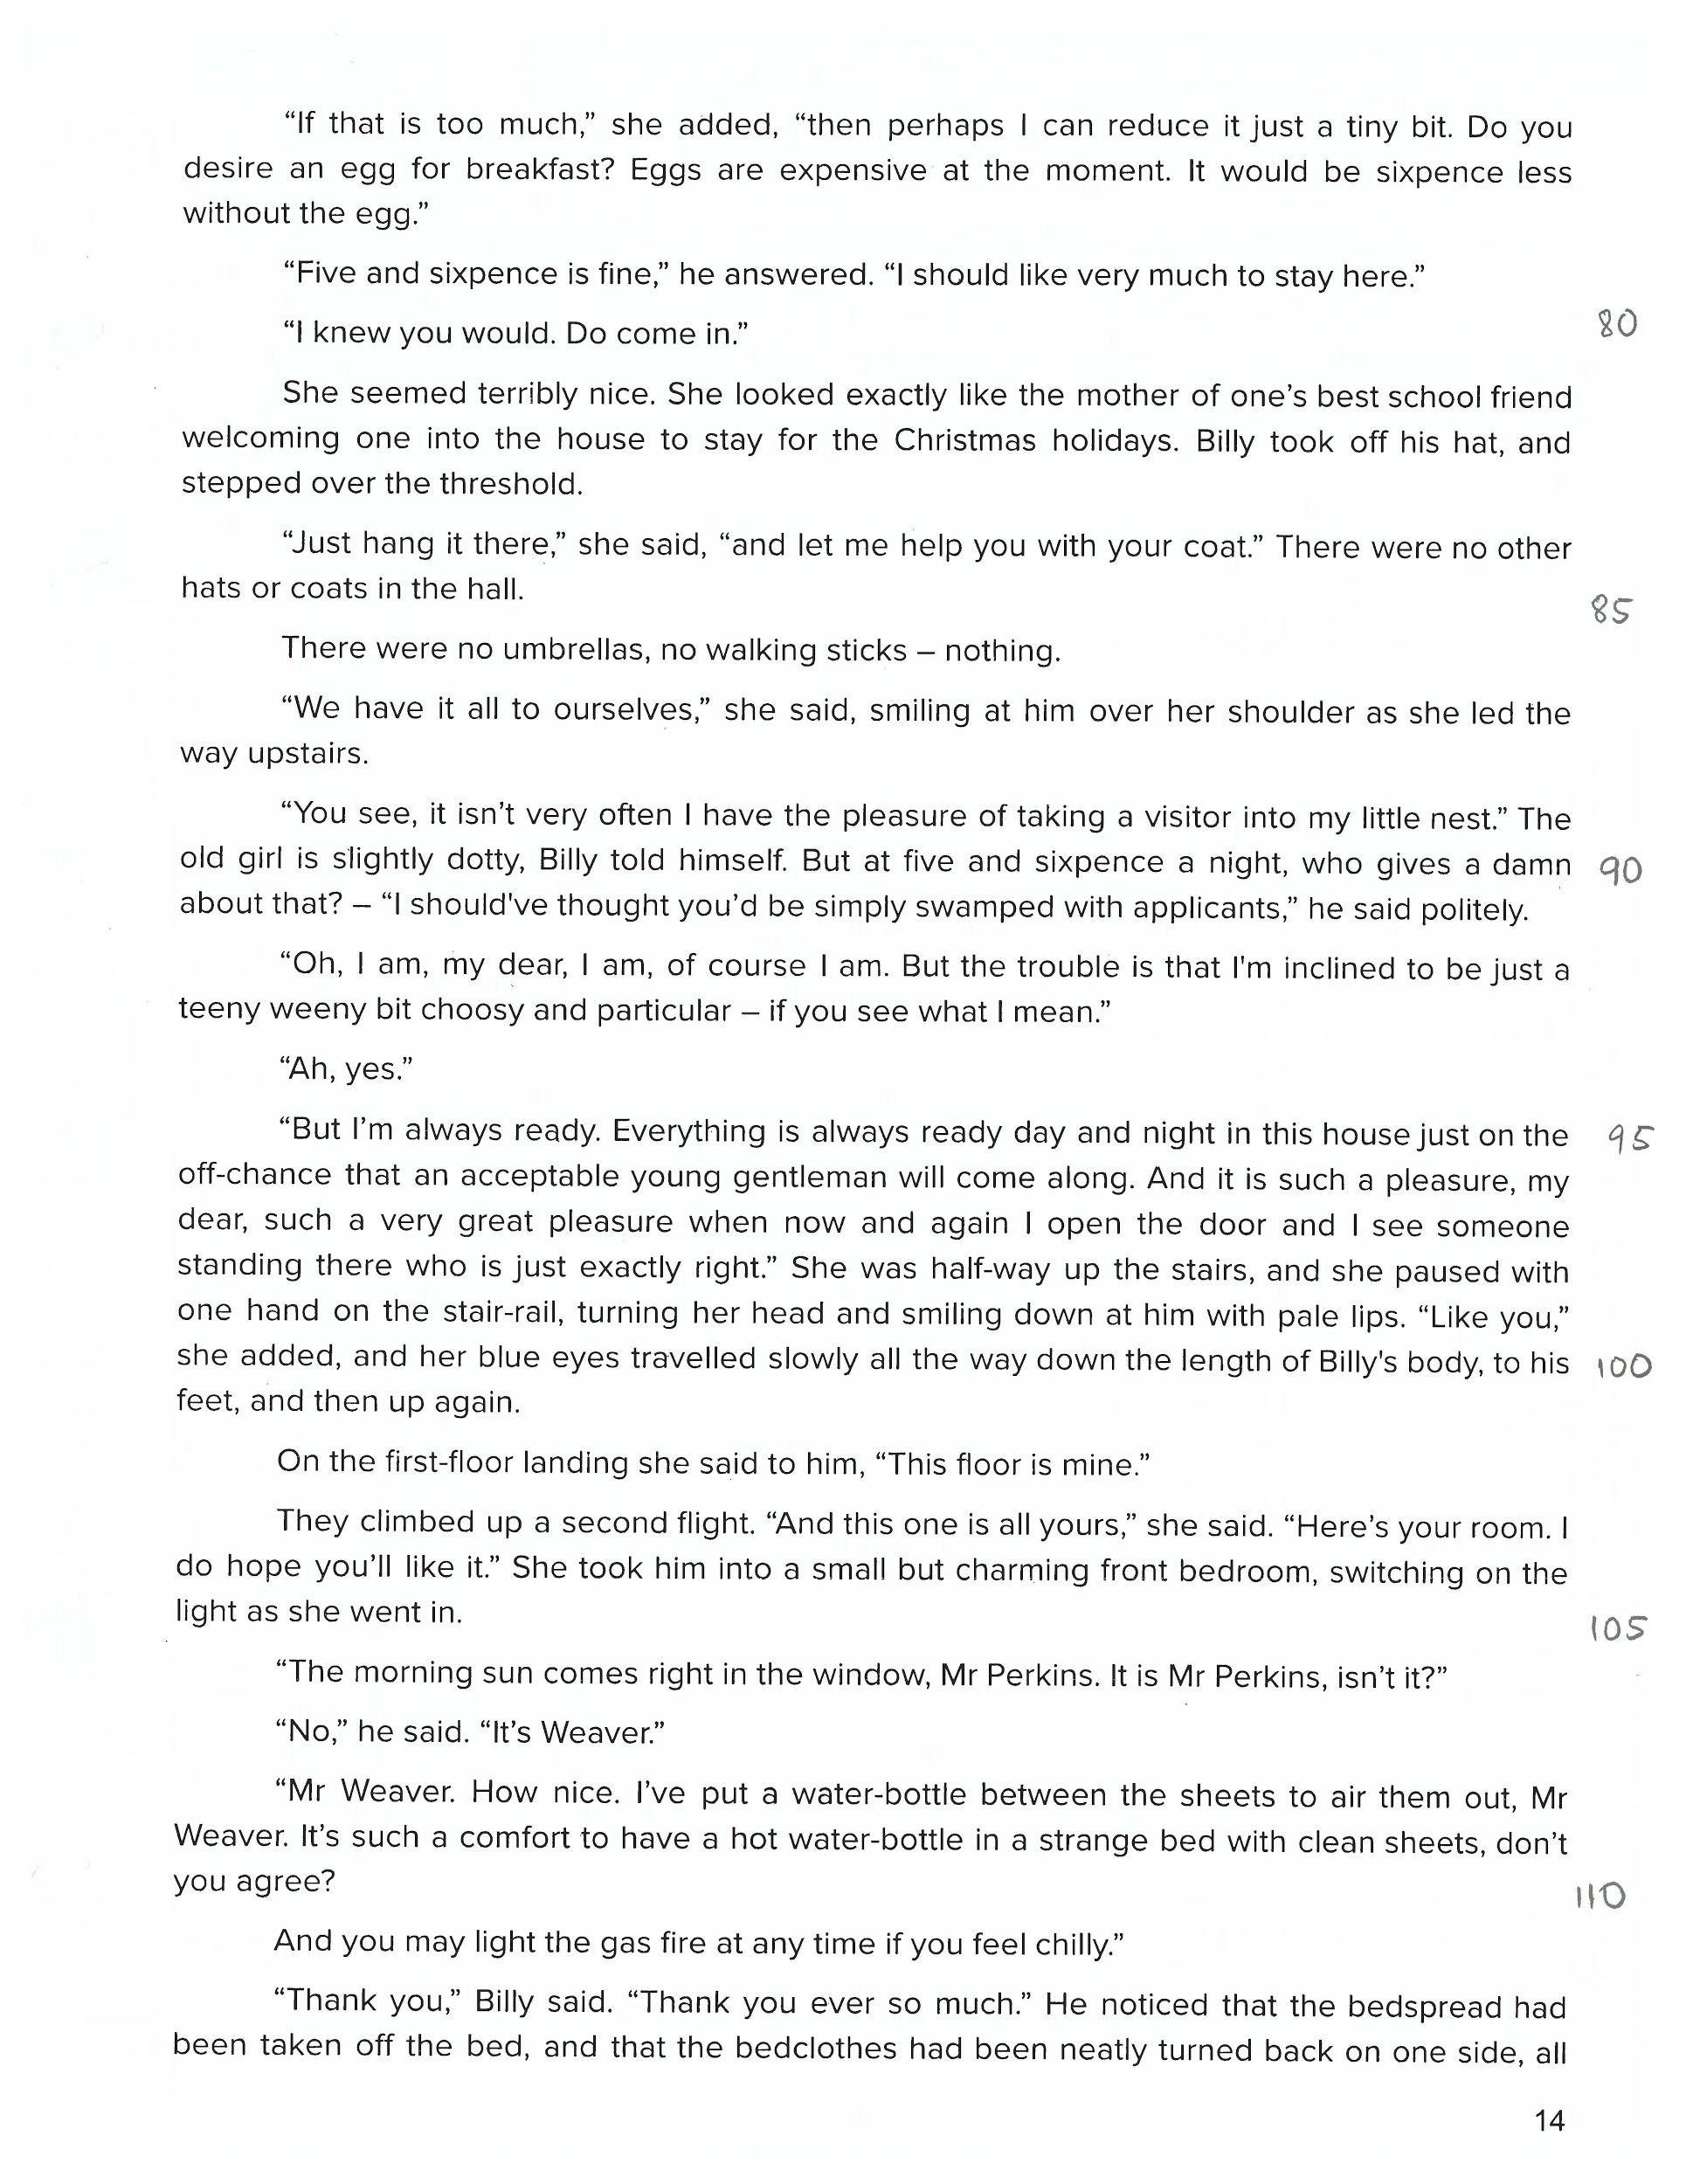 “If that is too much,” she added, “then perhaps I can reduce it just a tiny bit. Do you
desire an egg for breakfast? Eggs are expensive at the moment. It would be sixpence less
without the egg.”
“Five and sixpence is fine,” he answered. “I should like very much to stay here.”
“I knew you would. Do come in.” 80
She seemed terribly nice. She looked exactly like the mother of one’s best school friend
welcoming one into the house to stay for the Christmas holidays. Billy took off his hat, and
stepped over the threshold.
“Just hang it there,” she said, “and let me help you with your coat.” There were no other
hats or coats in the hall. 85
There were no umbrellas, no walking sticks – nothing.
“We have it all to ourselves,” she said, smiling at him over her shoulder as she led the
way upstairs.
“You see, it isn’t very often I have the pleasure of taking a visitor into my little nest.” The
old girl is slightly dotty, Billy told himself. But at five and sixpence a night, who gives a damn 90
about that? – “I should've thought you’d be simply swamped with applicants,” he said politely.
“Oh, I am, my dear, I am, of course I am. But the trouble is that I'm inclined to be just a
teeny weeny bit choosy and particular – if you see what I mean.”
“Ah, yes.”
“But I’m always ready. Everything is always ready day and night in this house just on the 95
off-chance that an acceptable young gentleman will come along. And it is such a pleasure, my
dear, such a very great pleasure when now and again I open the door and I see someone
standing there who is just exactly right.” She was half-way up the stairs, and she paused with
one hand on the stair-rail, turning her head and smiling down at him with pale lips. “Like you,”
she added, and her blue eyes travelled slowly all the way down the length of Billy's body, to his 100
feet, and then up again.
On the first-floor landing she said to him, “This floor is mine.”
They climbed up a second flight. “And this one is all yours,” she said. “Here’s your room. I
do hope you’ll like it.” She took him into a small but charming front bedroom, switching on the
light as she went in. 105
“The morning sun comes right in the window, Mr Perkins. It is Mr Perkins, isn’t it?”
“No,” he said. “It’s Weaver.”
“Mr Weaver. How nice. I’ve put a water-bottle between the sheets to air them out, Mr
Weaver. It’s such a comfort to have a hot water-bottle in a strange bed with clean sheets, don’t
you agree? 110
And you may light the gas fire at any time if you feel chilly.”
“Thank you,” Billy said. “Thank you ever so much.” He noticed that the bedspread had
been taken off the bed, and that the bedclothes had been neatly turned back on one side, all
14